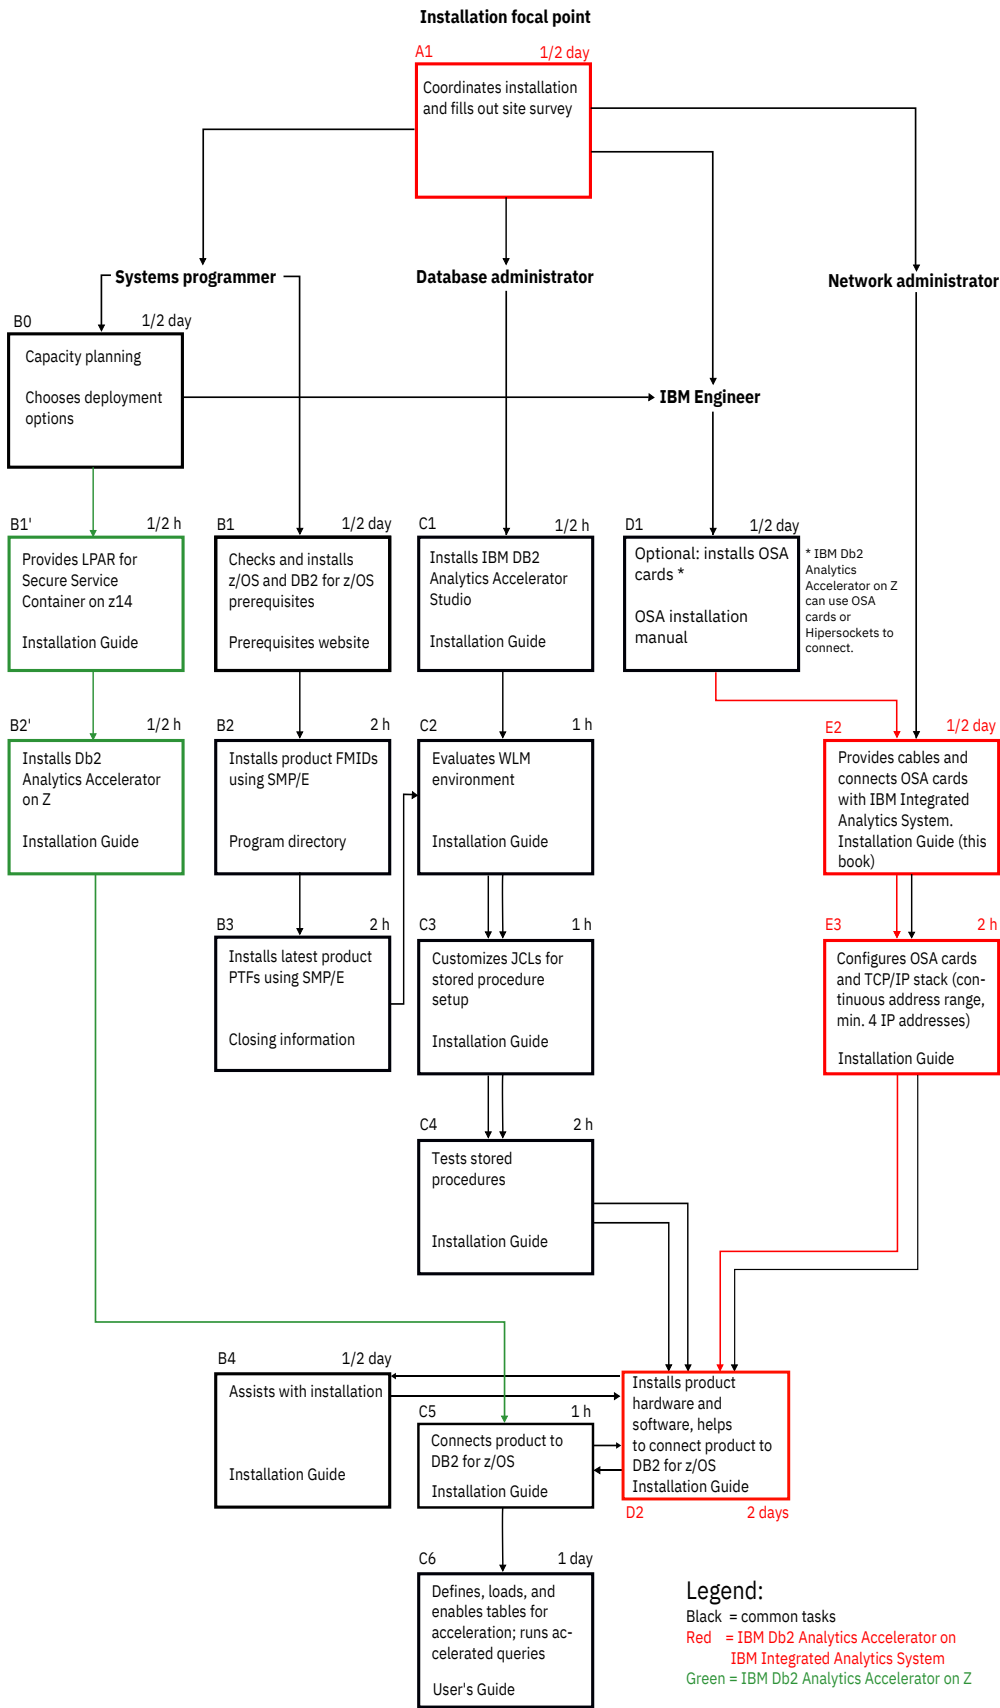 Installation focal point
A1 1/2 day
Coordinates installation
and fills out site survey
Systems programmer
Database administrator
Network administrator
B0 1/2 day
Capacity planning
Chooses deployment
options
IBM Engineer
B1' 1/2 h
Provides LPAR for
Secure Service
Container on z14
Installation Guide
B1 1/2 day
Checks and installs
z/OS and DB2 for z/OS
prerequisites
Prerequisites website
C1 1/2 h
Installs IBM DB2
Analytics Accelerator
Studio
Installation Guide
D1 1/2 day
Optional: installs OSA
cards *
OSA installation
manual
* IBM Db2
Analytics
Accelerator on Z
can use OSA
cards or
Hipersockets to
connect.
B2' 1/2 h
Installs Db2
Analytics Accelerator
on Z
Installation Guide
B2 2 h
Installs product FMIDs
using SMP/E
Program directory
C2 1 h
Evaluates WLM
environment
Installation Guide
E2 1/2 day
Provides cables and
connects OSA cards
with IBM Integrated
Analytics System.
Installation Guide (this
book)
B3 2 h
Installs latest product
PTFs using SMP/E
Closing information
C3 1 h
Customizes JCLs for
stored procedure
setup
Installation Guide
E3 2 h
Configures OSA cards
and TCP/IP stack (con-
tinuous address range,
min. 4 IP addresses)
Installation Guide
C4 2 h
Tests stored
procedures
Installation Guide
B4 1/2 day
Assists with installation
Installation Guide
C5 1 h
Connects product to
DB2 for z/OS
Installation Guide
Installs product
hardware and
software, helps
to connect product to
DB2 for z/OS
Installation Guide
D2 2 days
C6 1 day
Defines, loads, and
enables tables for
acceleration; runs ac-
celerated queries
User's Guide
Legend:
Black = common tasks
Red = IBM Db2 Analytics Accelerator on
IBM Integrated Analytics System
Green = IBM Db2 Analytics Accelerator on Z